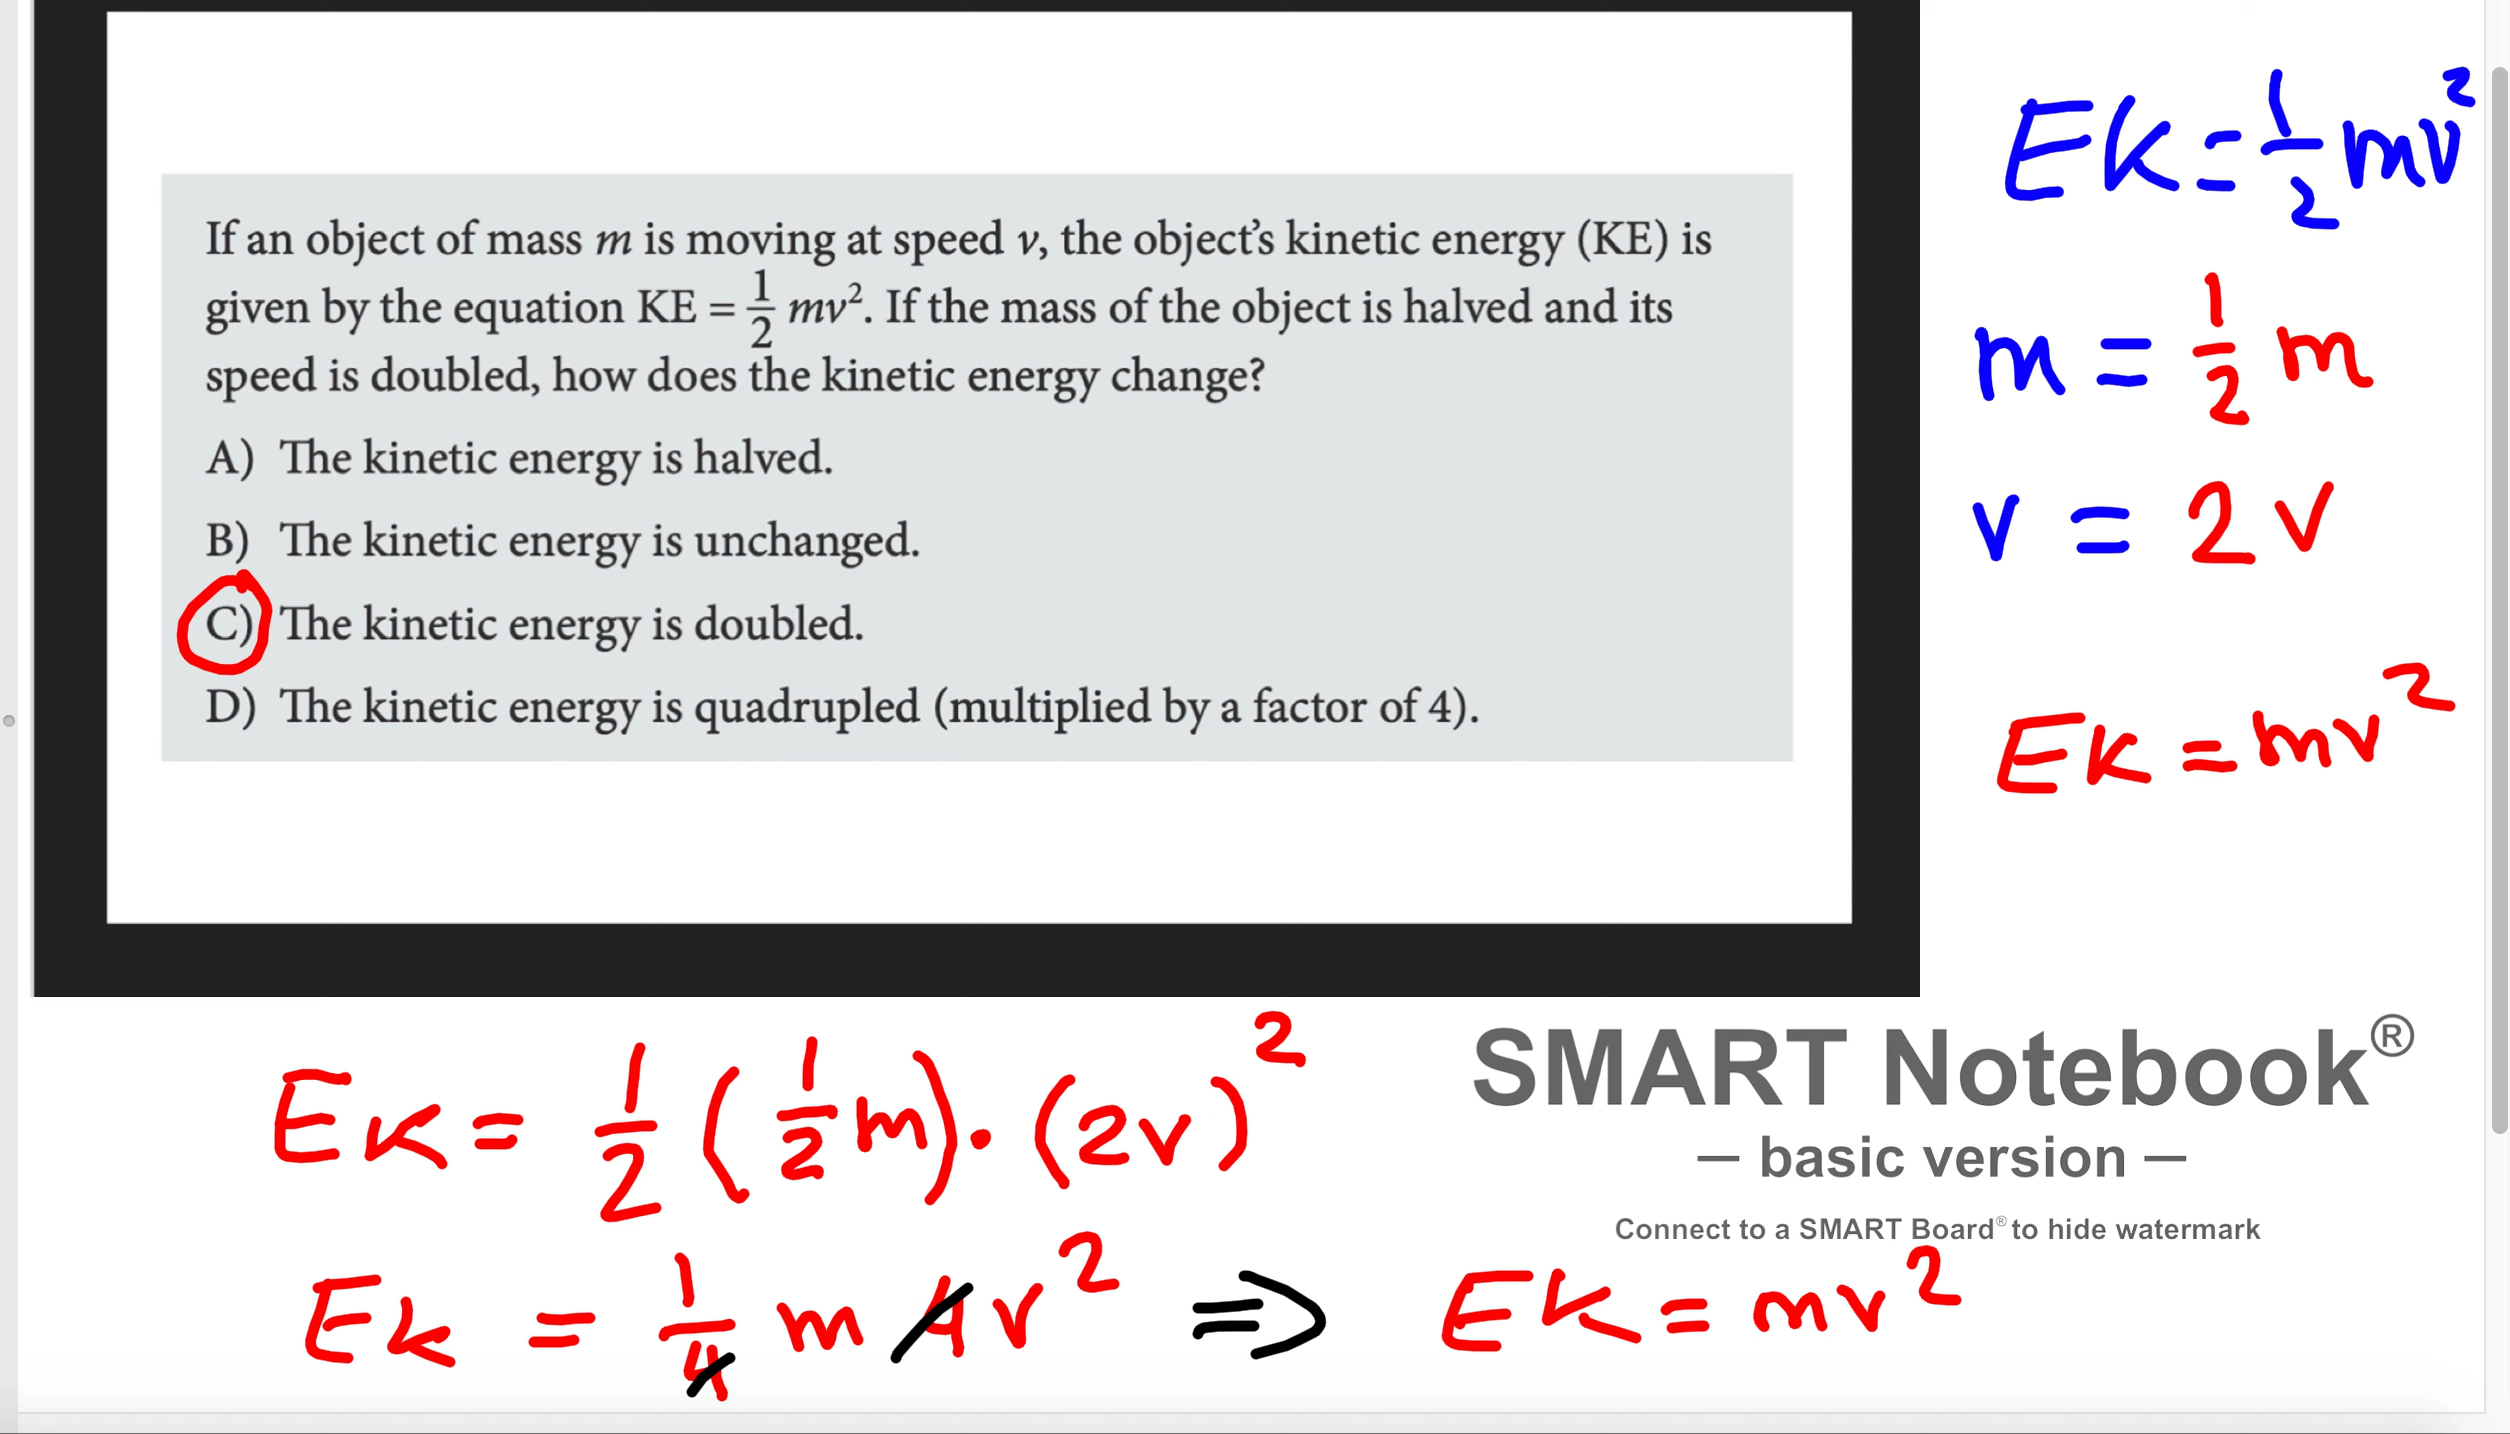 If an object of mass m is moving at speed v, the object's kinetic energy (KE) is
given by the equation KE = 1/2 mv². If the mass of the object is halved and its
speed is doubled, how does the kinetic energy change?
A) The kinetic energy is halved.
B) The kinetic energy is unchanged.
C) The kinetic energy is doubled.
D) The kinetic energy is quadrupled (multiplied by a factor of 4).
Ek = 1/2 mv²
m = 1/2 m
v = 2v
Ek = mv²
Ek = 1/2 (1/2 m) · (2v)²
Ek = 1/4 m 4v² ⇒ Ek = mv²
SMART Notebook®
— basic version —
Connect to a SMART Board® to hide watermark